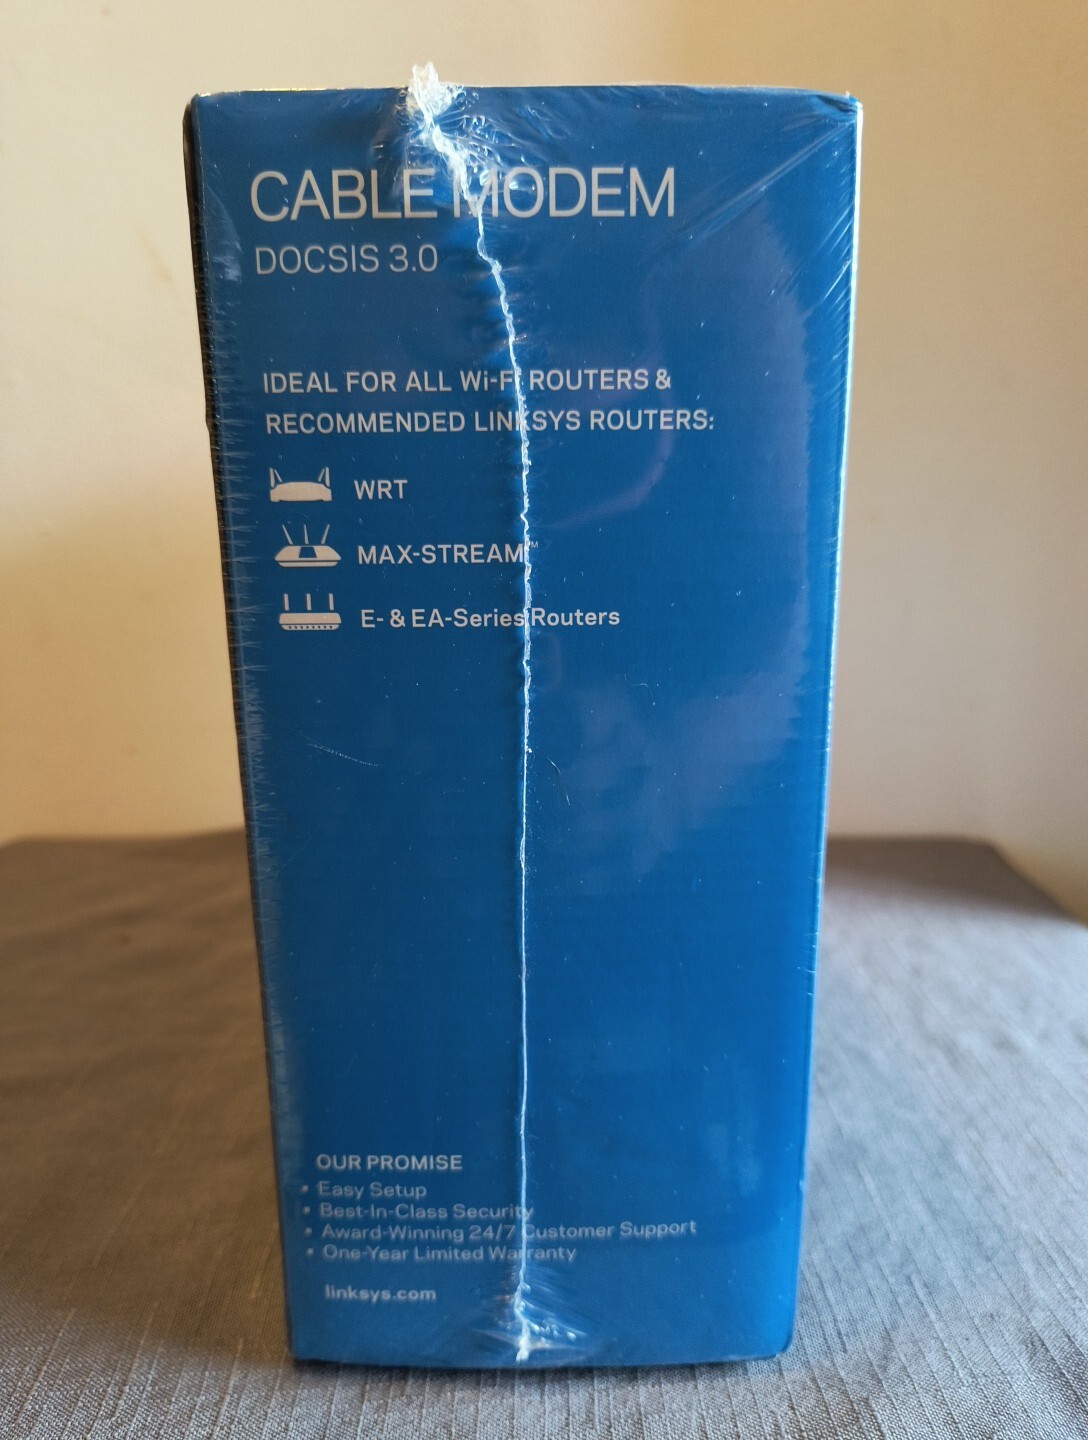 CABLE MODEM
DOCSIS 3.0
IDEAL FOR ALL Wi-Fi ROUTERS &
RECOMMENDED LINKSYS ROUTERS:
WRT
MAX-STREAM™
E- & EA-Series Routers
OUR PROMISE
• Easy Setup
• Best-In-Class Security
• Award-Winning 24/7 Customer Support
• One-Year Limited Warranty
linksys.com